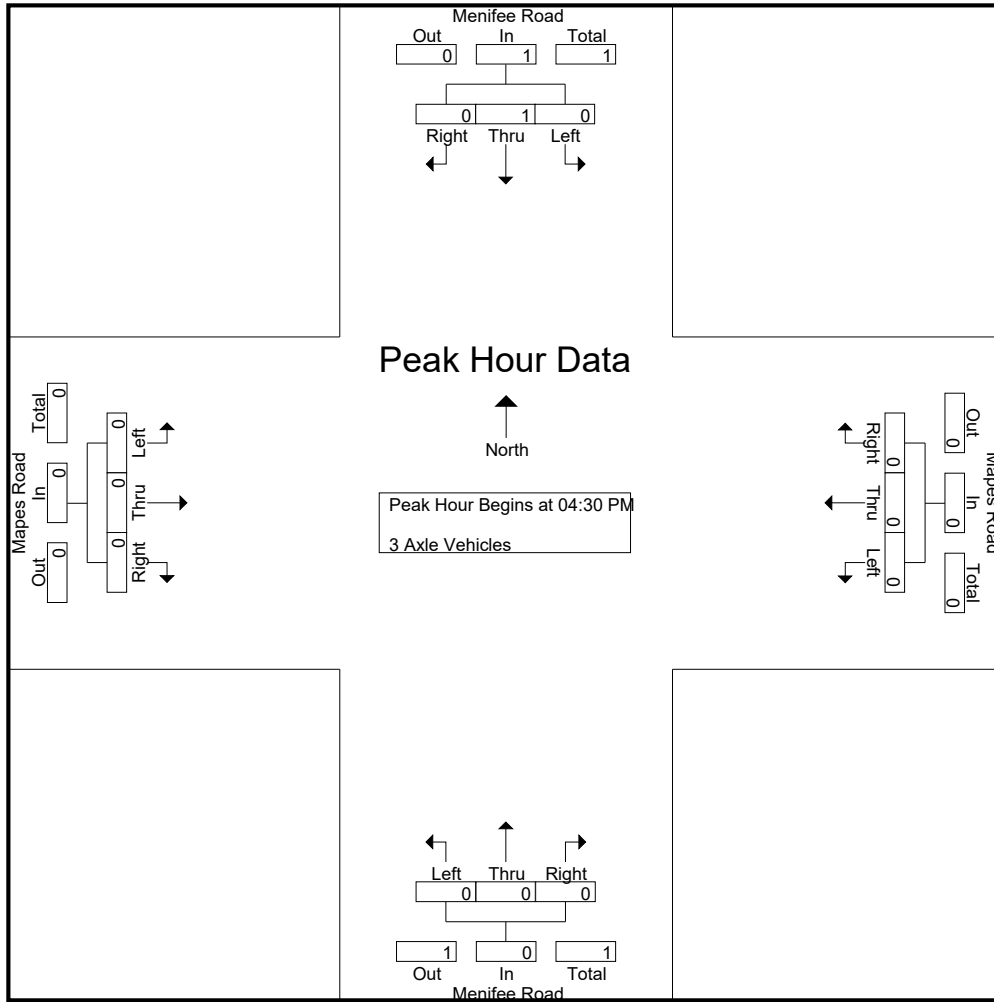 Menifee Road
Out In Total
0 1 1
0 1 0
Right Thru Left
Peak Hour Data
North
Peak Hour Begins at 04:30 PM
3 Axle Vehicles
Mapes Road
Out In Total
0 0 0
0 0 0
Right Thru Left
Mapes Road
Out In Total
0 0 0
0 0 0
Left Thru Right
Left Thru Right
0 0 0
1 0 1
Out In Total
Menifee Road